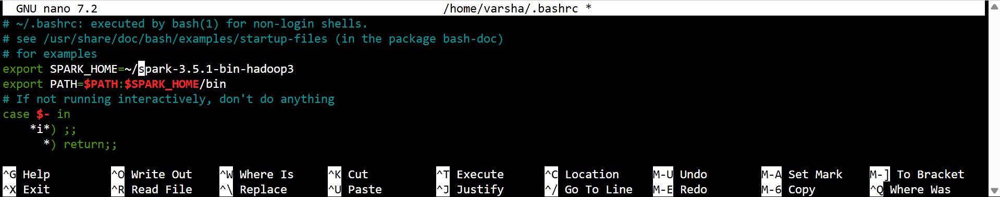 GNU nano 7.2 /home/varsha/.bashrc *
# ~/.bashrc: executed by bash(1) for non-login shells.
# see /usr/share/doc/bash/examples/startup-files (in the package bash-doc)
# for examples
export SPARK_HOME=~/spark-3.5.1-bin-hadoop3
export PATH=$PATH:$SPARK_HOME/bin
# If not running interactively, don't do anything
case $- in
    *i*) ;;
      *) return;;
^G Help ^O Write Out ^W Where Is ^K Cut ^T Execute ^C Location M-U Undo M-A Set Mark M-] To Bracket
^X Exit ^R Read File ^\ Replace ^U Paste ^J Justify ^/ Go To Line M-E Redo M-6 Copy ^Q Where Was